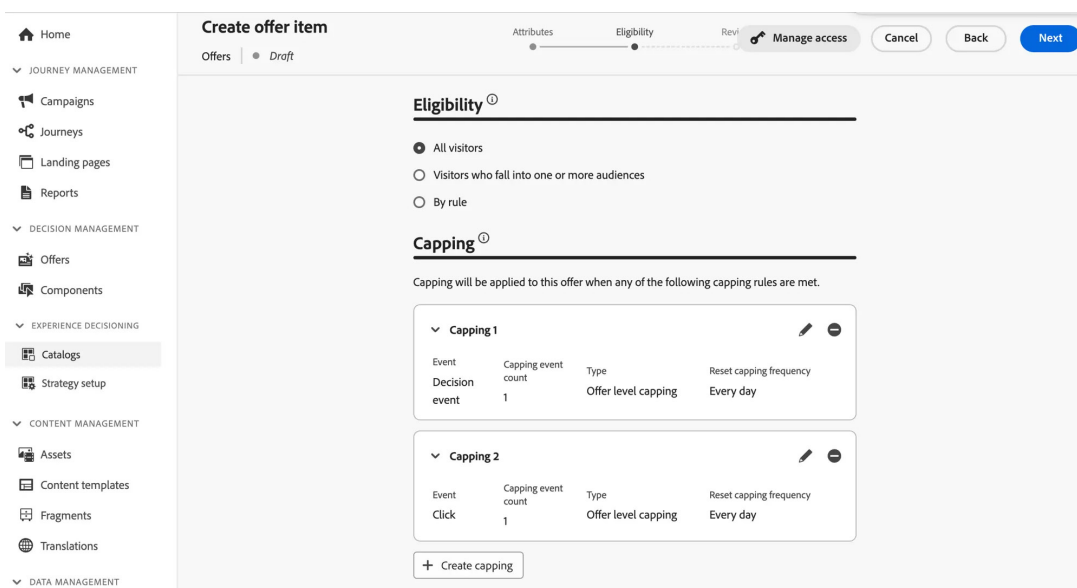 Home
JOURNEY MANAGEMENT
Campaigns
Journeys
Landing pages
Reports
DECISION MANAGEMENT
Offers
Components
EXPERIENCE DECISIONING
Catalogs
Strategy setup
CONTENT MANAGEMENT
Assets
Content templates
Fragments
Translations
DATA MANAGEMENT
Create offer item
Offers Draft
Attributes Eligibility Revi
Manage access Cancel Back Next
Eligibility
All visitors
Visitors who fall into one or more audiences
By rule
Capping
Capping will be applied to this offer when any of the following capping rules are met.
Capping 1
Event
Decision
event
Capping event
count
1
Type
Offer level capping
Reset capping frequency
Every day
Capping 2
Event
Click
Capping event
count
1
Type
Offer level capping
Reset capping frequency
Every day
+ Create capping